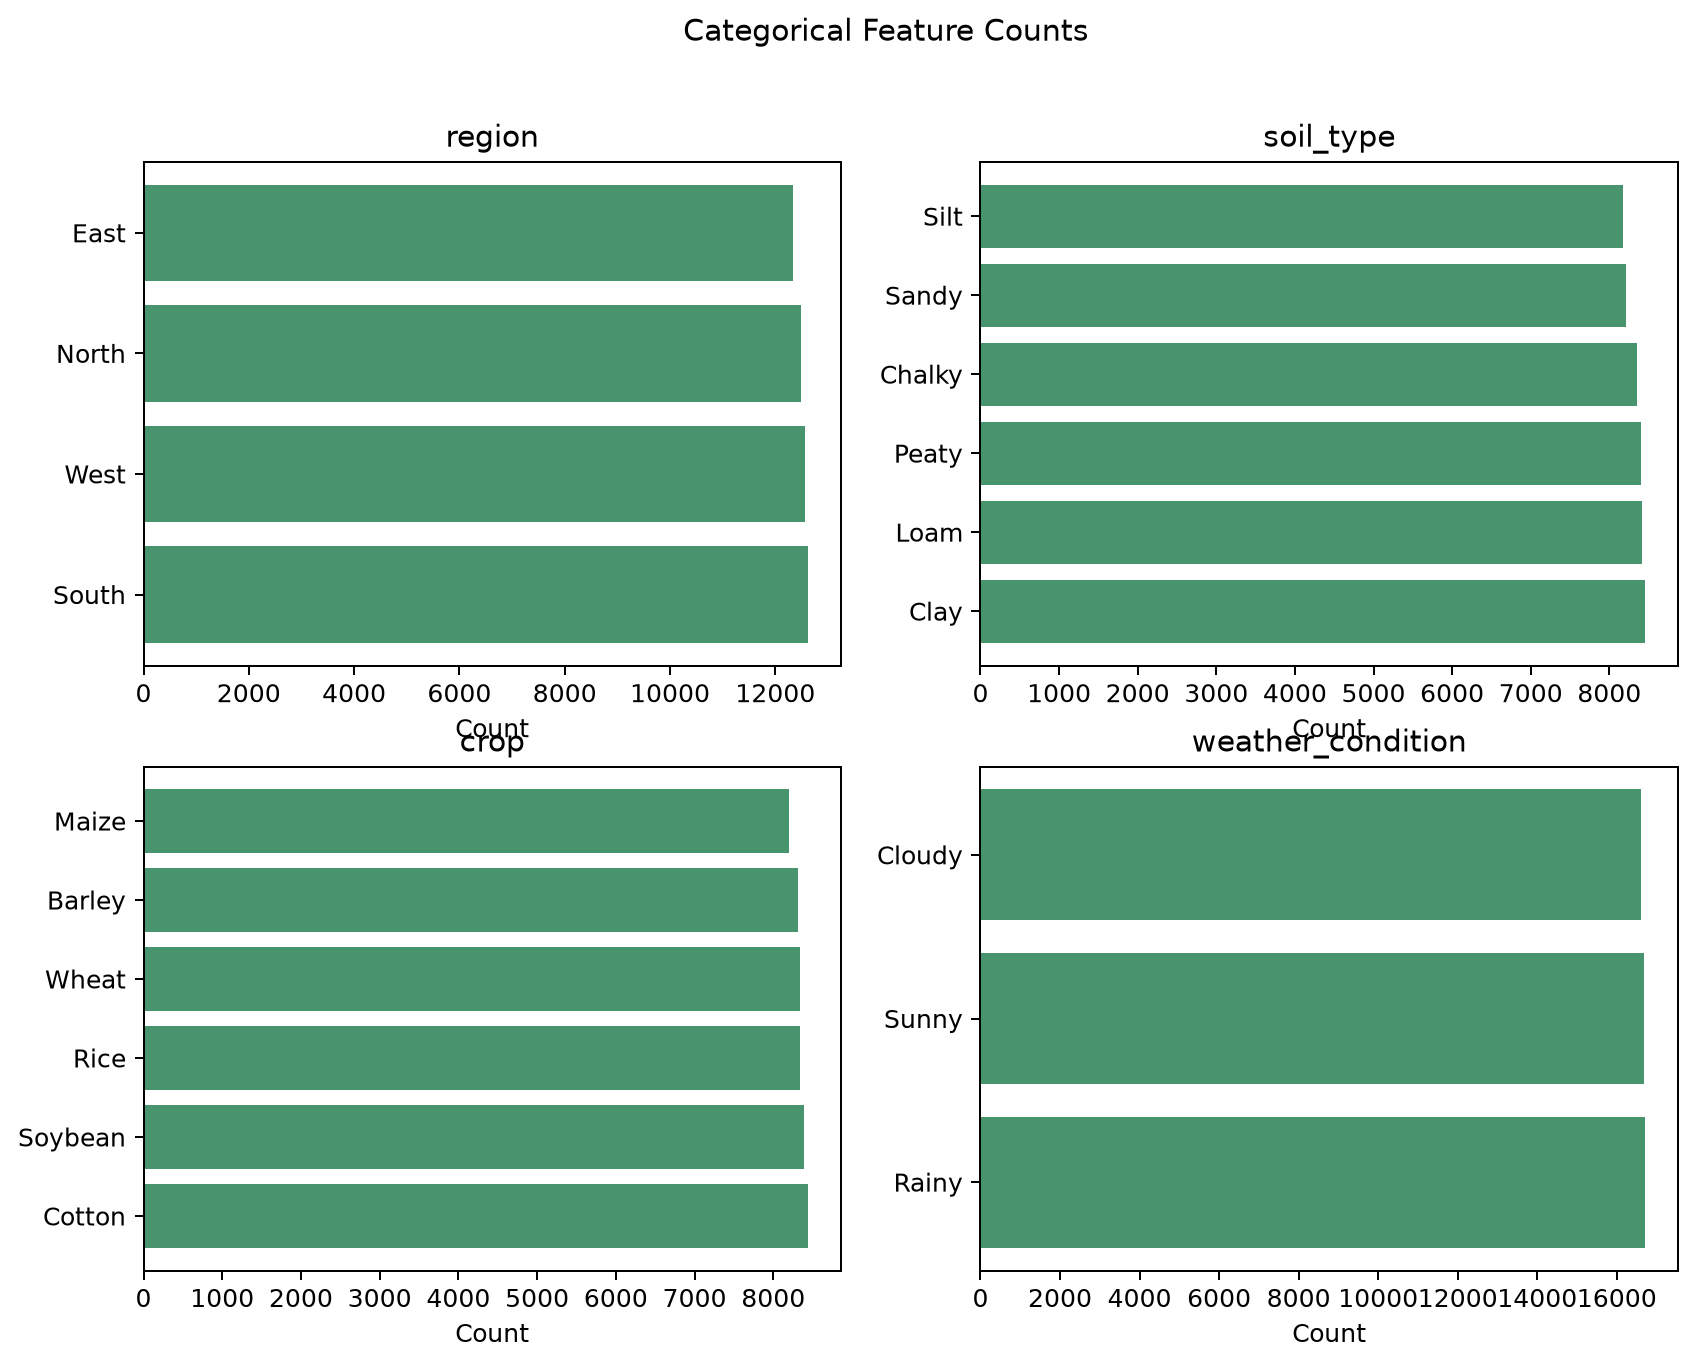 Categorical Feature Counts
region
East
North
West
South
0 2000 4000 6000 8000 10000 12000
Count
soil_type
Silt
Sandy
Chalky
Peaty
Loam
Clay
0 1000 2000 3000 4000 5000 6000 7000 8000
Count
crop
Maize
Barley
Wheat
Rice
Soybean
Cotton
0 1000 2000 3000 4000 5000 6000 7000 8000
Count
weather_condition
Cloudy
Sunny
Rainy
0 2000 4000 6000 8000 10000 12000 14000 16000
Count